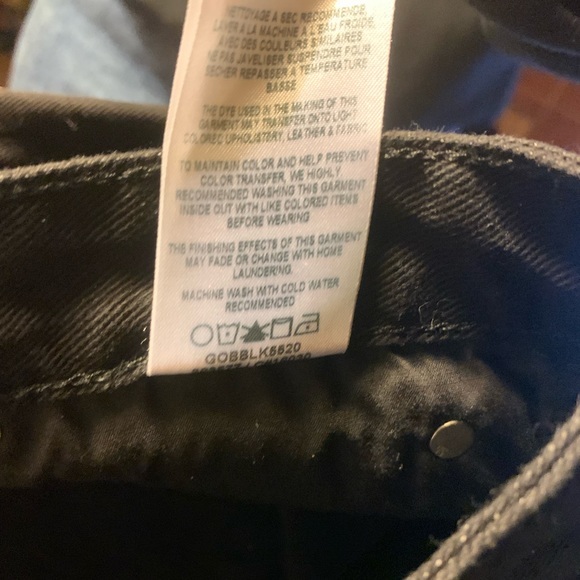 NETTOYAGE A SEC RECOMMENDE,
LAVER A LA MACHINE A L'EAU FROIDE,
AVEC DES COULEURS SIMILAIRES
NE PAS JAVELISER SUSPENDRE POUR
SECHER REPASSER A TEMPERATURE
BASSE
THE DYE USED IN THE MAKING OF THIS
GARMENT MAY TRANSFER ONTO LIGHT
COLORED UPHOLSTERY, LEATHER & FABRIC
TO MAINTAIN COLOR AND HELP PREVENT
COLOR TRANSFER, WE HIGHLY
RECOMMENDED WASHING THIS GARMENT
INSIDE OUT WITH LIKE COLORED ITEMS
BEFORE WEARING
THE FINISHING EFFECTS OF THIS GARMENT
MAY FADE OR CHANGE WITH HOME
LAUNDERING.
MACHINE WASH WITH COLD WATER
RECOMMENDED
GOBBLK5520